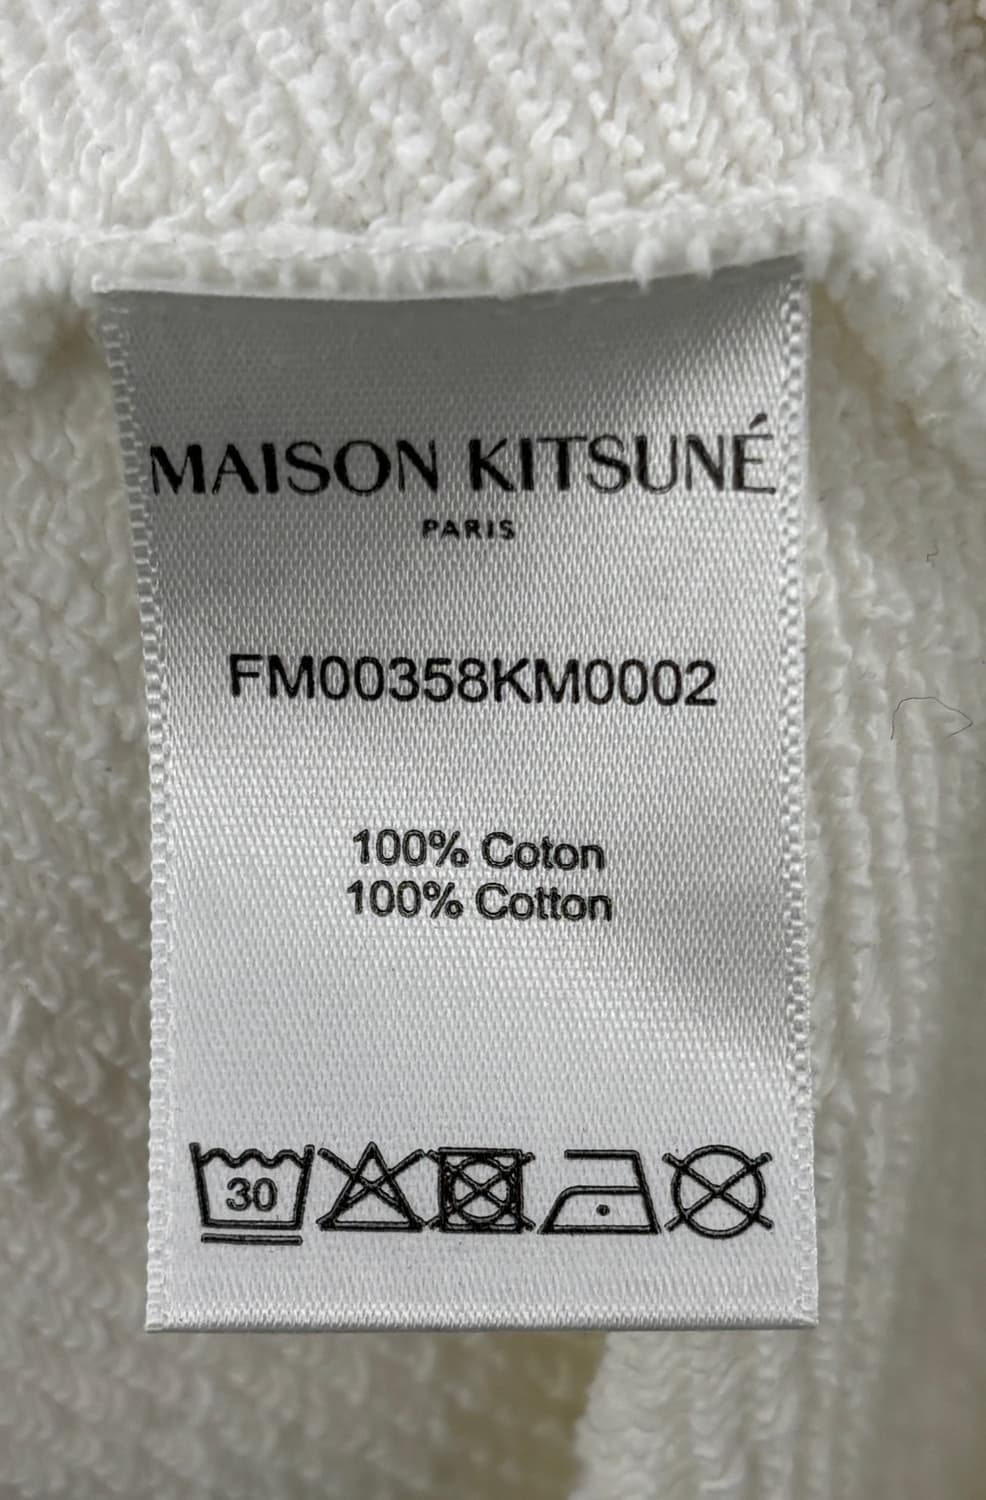 MAISON KITSUNÉ
PARIS
FM00358KM0002
100% Coton
100% Cotton
30